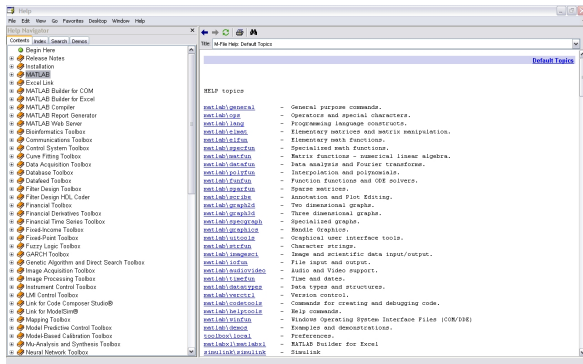 Help
File Edit View Go Favorites Desktop Window Help
Help Navigator
Contents Index Search Demos
Begin Here
Release Notes
Installation
MATLAB
Excel Link
MATLAB Builder for COM
MATLAB Builder for Excel
MATLAB Compiler
MATLAB Report Generator
MATLAB Web Server
Bioinformatics Toolbox
Communications Toolbox
Control System Toolbox
Curve Fitting Toolbox
Data Acquisition Toolbox
Database Toolbox
Datafeed Toolbox
Filter Design Toolbox
Filter Design HDL Coder
Financial Toolbox
Financial Derivatives Toolbox
Financial Time Series Toolbox
Fixed-Income Toolbox
Fixed-Point Toolbox
Fuzzy Logic Toolbox
GARCH Toolbox
Genetic Algorithm and Direct Search Toolbox
Image Acquisition Toolbox
Image Processing Toolbox
Instrument Control Toolbox
LMI Control Toolbox
Link for Code Composer Studio®
Link for ModelSim®
Mapping Toolbox
Model Predictive Control Toolbox
Model-Based Calibration Toolbox
Mu-Analysis and Synthesis Toolbox
Neural Network Toolbox
Title: M-File Help: Default Topics
Default Topics
HELP topics
matlab\general - General purpose commands.
matlab\ops - Operators and special characters.
matlab\lang - Programming language constructs.
matlab\elmat - Elementary matrices and matrix manipulation.
matlab\elfun - Elementary math functions.
matlab\specfun - Specialized math functions.
matlab\matfun - Matrix functions - numerical linear algebra.
matlab\datafun - Data analysis and Fourier transforms.
matlab\polyfun - Interpolation and polynomials.
matlab\funfun - Function functions and ODE solvers.
matlab\sparfun - Sparse matrices.
matlab\scribe - Annotation and Plot Editing.
matlab\graph2d - Two dimensional graphs.
matlab\graph3d - Three dimensional graphs.
matlab\specgraph - Specialized graphs.
matlab\graphics - Handle Graphics.
matlab\uitools - Graphical user interface tools.
matlab\strfun - Character strings.
matlab\imagesci - Image and scientific data input/output.
matlab\iofun - File input and output.
matlab\audiovideo - Audio and Video support.
matlab\timefun - Time and dates.
matlab\datatypes - Data types and structures.
matlab\verctrl - Version control.
matlab\codetools - Commands for creating and debugging code.
matlab\helptools - Help commands.
matlab\winfun - Windows Operating System Interface Files (COM/DDE)
matlab\demos - Examples and demonstrations.
toolbox\local - Preferences.
matlabxl\matlabxl - MATLAB Builder for Excel
simulink\simulink - Simulink